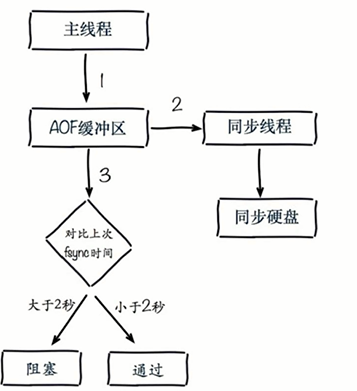 主线程
1
AOF缓冲区
2
同步线程
3
同步硬盘
对比上次
fsync时间
大于2秒
小于2秒
阻塞
通过